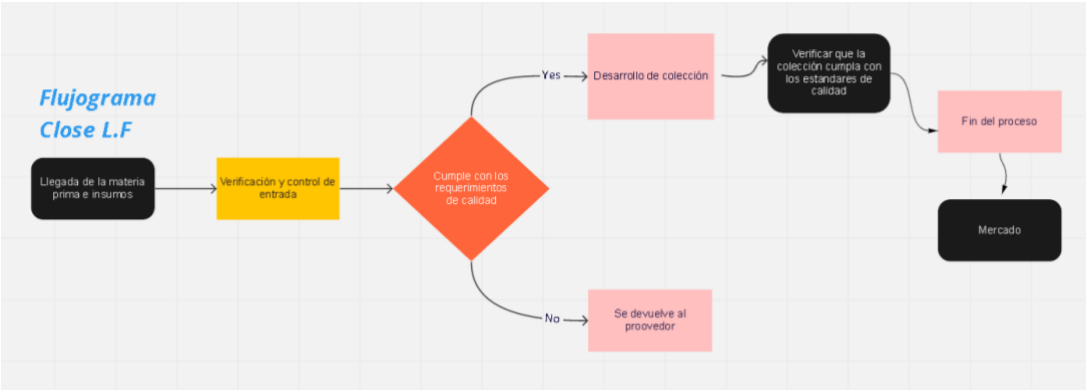 Flujograma
Close L.F
Llegada de la materia
prima e insumos
Verificación y control de
entrada
Cumple con los
requerimientos
de calidad
Yes
Desarrollo de colección
Verificar que la
colección cumpla con
los estandares de
calidad
Fin del proceso
Mercado
No
Se devuelve al
proovedor